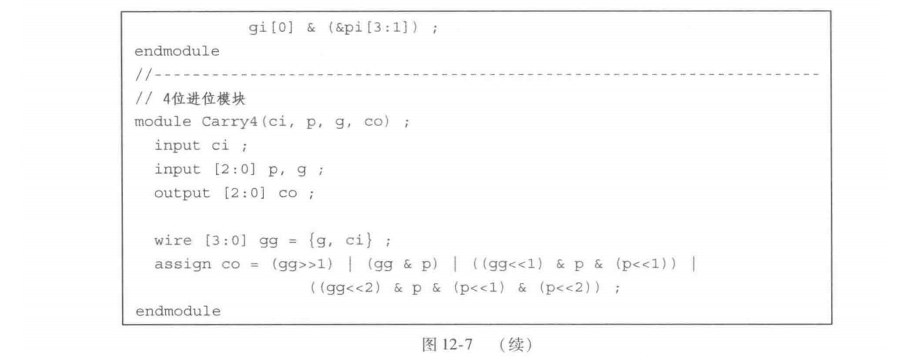 gi[0] & (&pi[3:1]) ;
endmodule
//----------------------------------------------------------------------
// 4位进位模块
module Carry4(ci, p, g, co) ;
input ci ;
input [2:0] p, g ;
output [2:0] co ;
wire [3:0] gg = {g, ci} ;
assign co = (gg>>1) | (gg & p) | ((gg<<1) & p & (p<<1)) |
((gg<<2) & p & (p<<1) & (p<<2)) ;
endmodule
图 12-7 （续）